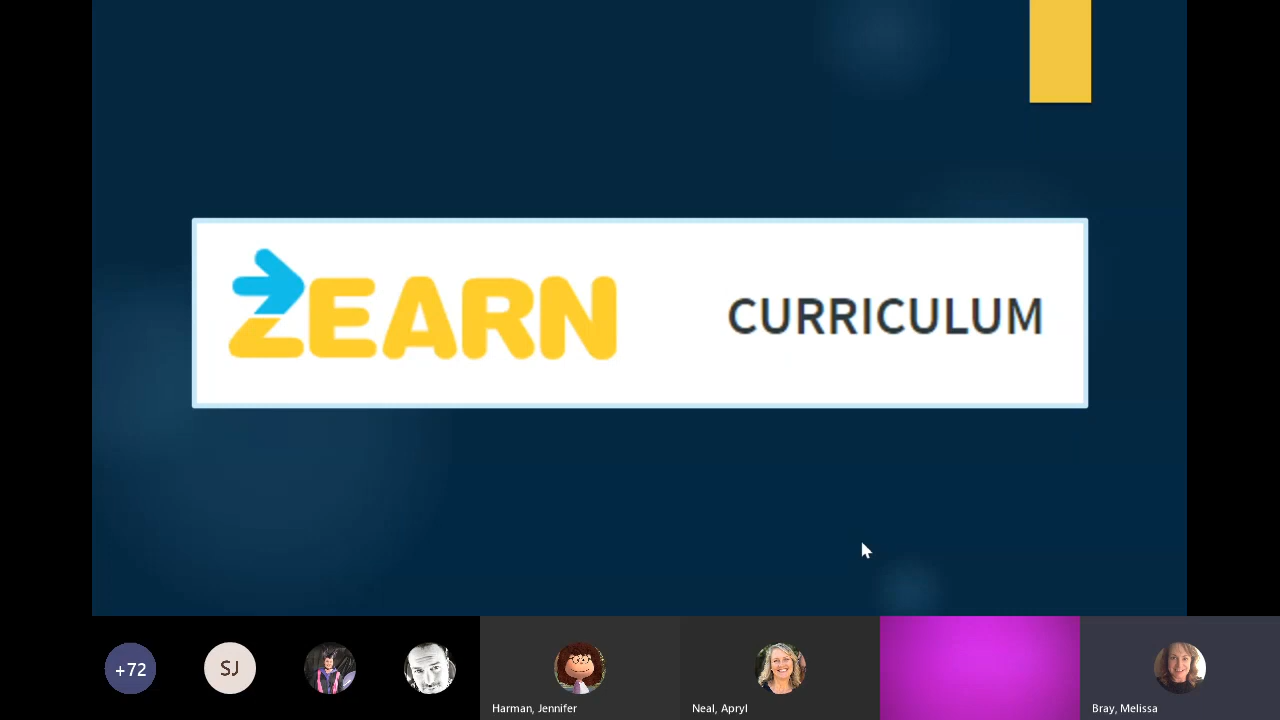 ZEARN CURRICULUM
+72
SJ
Harman, Jennifer
Neal, Apryl
Bray, Melissa